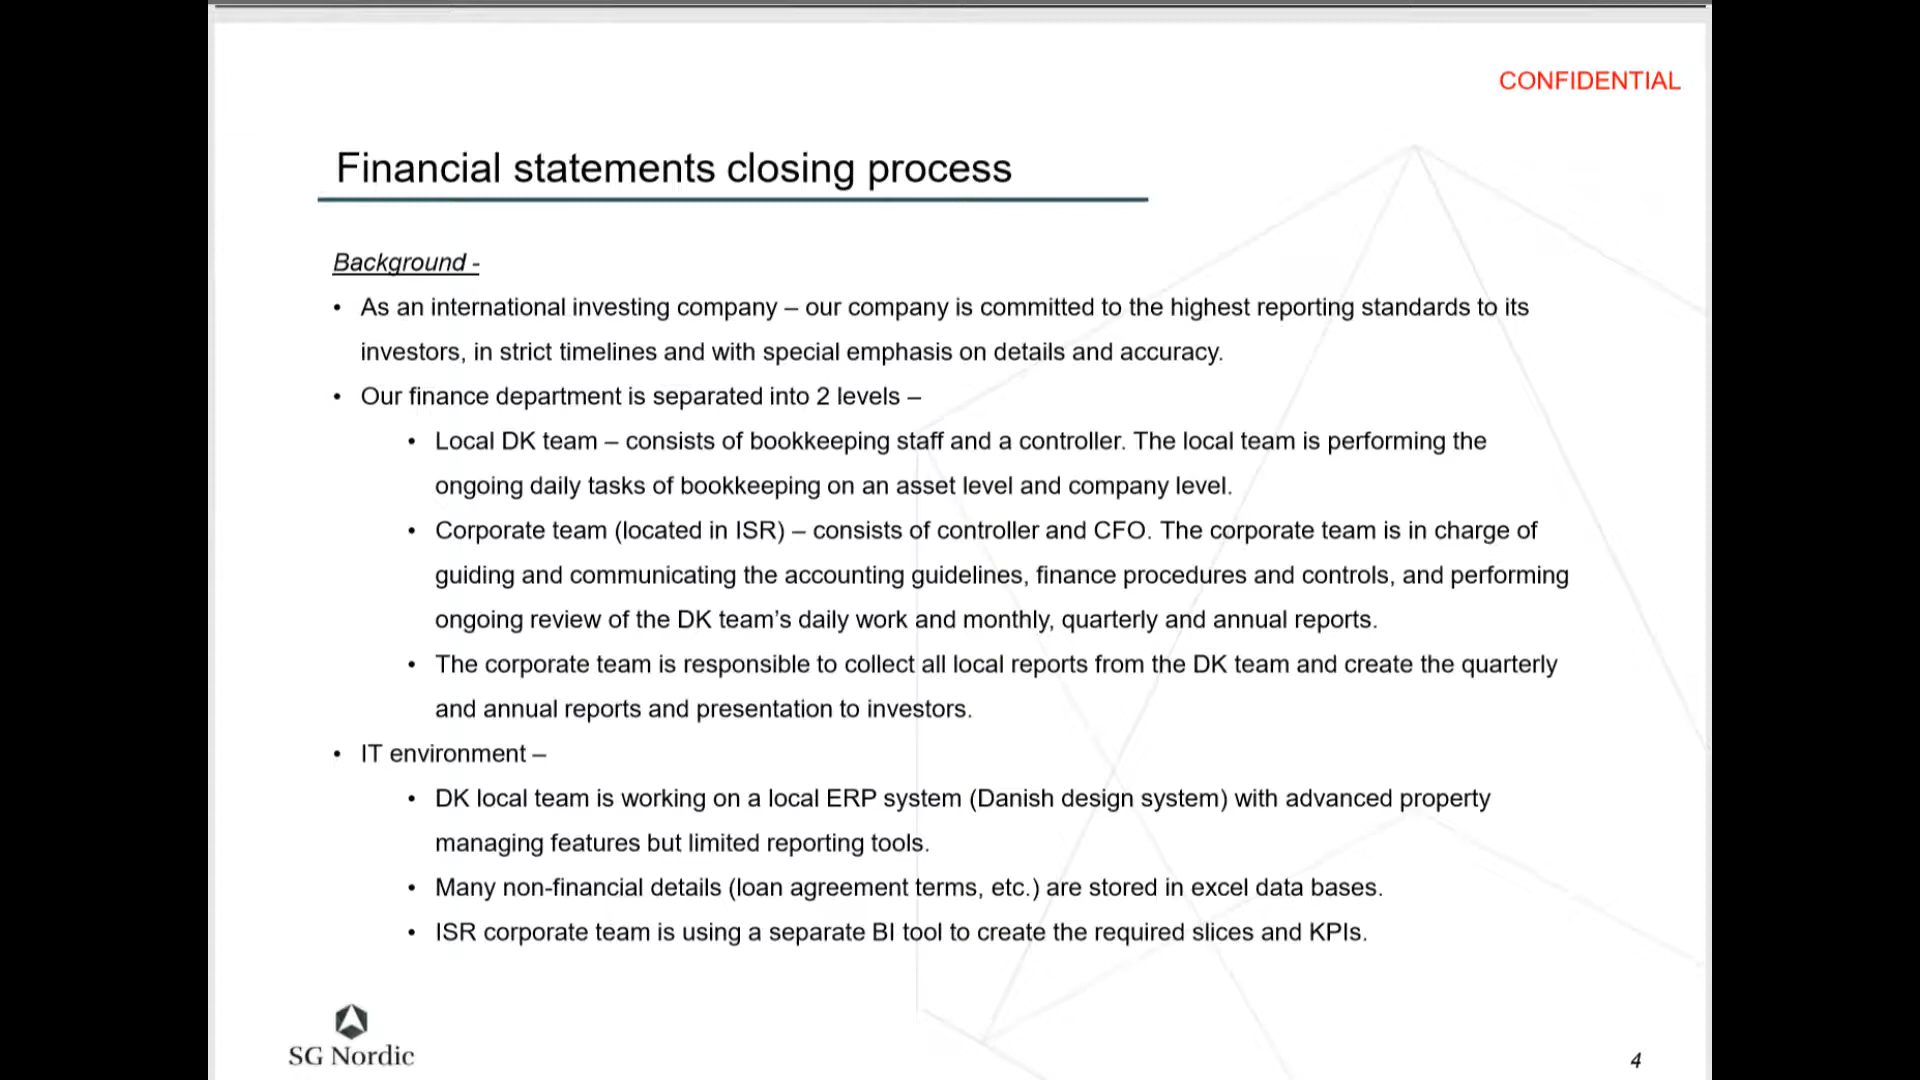 CONFIDENTIAL
Financial statements closing process
Background -
• As an international investing company – our company is committed to the highest reporting standards to its
investors, in strict timelines and with special emphasis on details and accuracy.
• Our finance department is separated into 2 levels –
• Local DK team – consists of bookkeeping staff and a controller. The local team is performing the
ongoing daily tasks of bookkeeping on an asset level and company level.
• Corporate team (located in ISR) – consists of controller and CFO. The corporate team is in charge of
guiding and communicating the accounting guidelines, finance procedures and controls, and performing
ongoing review of the DK team’s daily work and monthly, quarterly and annual reports.
• The corporate team is responsible to collect all local reports from the DK team and create the quarterly
and annual reports and presentation to investors.
• IT environment –
• DK local team is working on a local ERP system (Danish design system) with advanced property
managing features but limited reporting tools.
• Many non-financial details (loan agreement terms, etc.) are stored in excel data bases.
• ISR corporate team is using a separate BI tool to create the required slices and KPIs.
SG Nordic
4